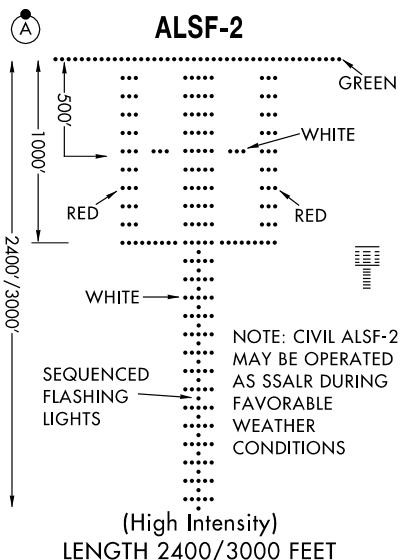 A
ALSF-2
GREEN
500'
1000'
WHITE
RED
RED
2400'/3000'
WHITE
SEQUENCED
FLASHING
LIGHTS
NOTE: CIVIL ALSF-2
MAY BE OPERATED
AS SSALR DURING
FAVORABLE
WEATHER
CONDITIONS
(High Intensity)
LENGTH 2400/3000 FEET